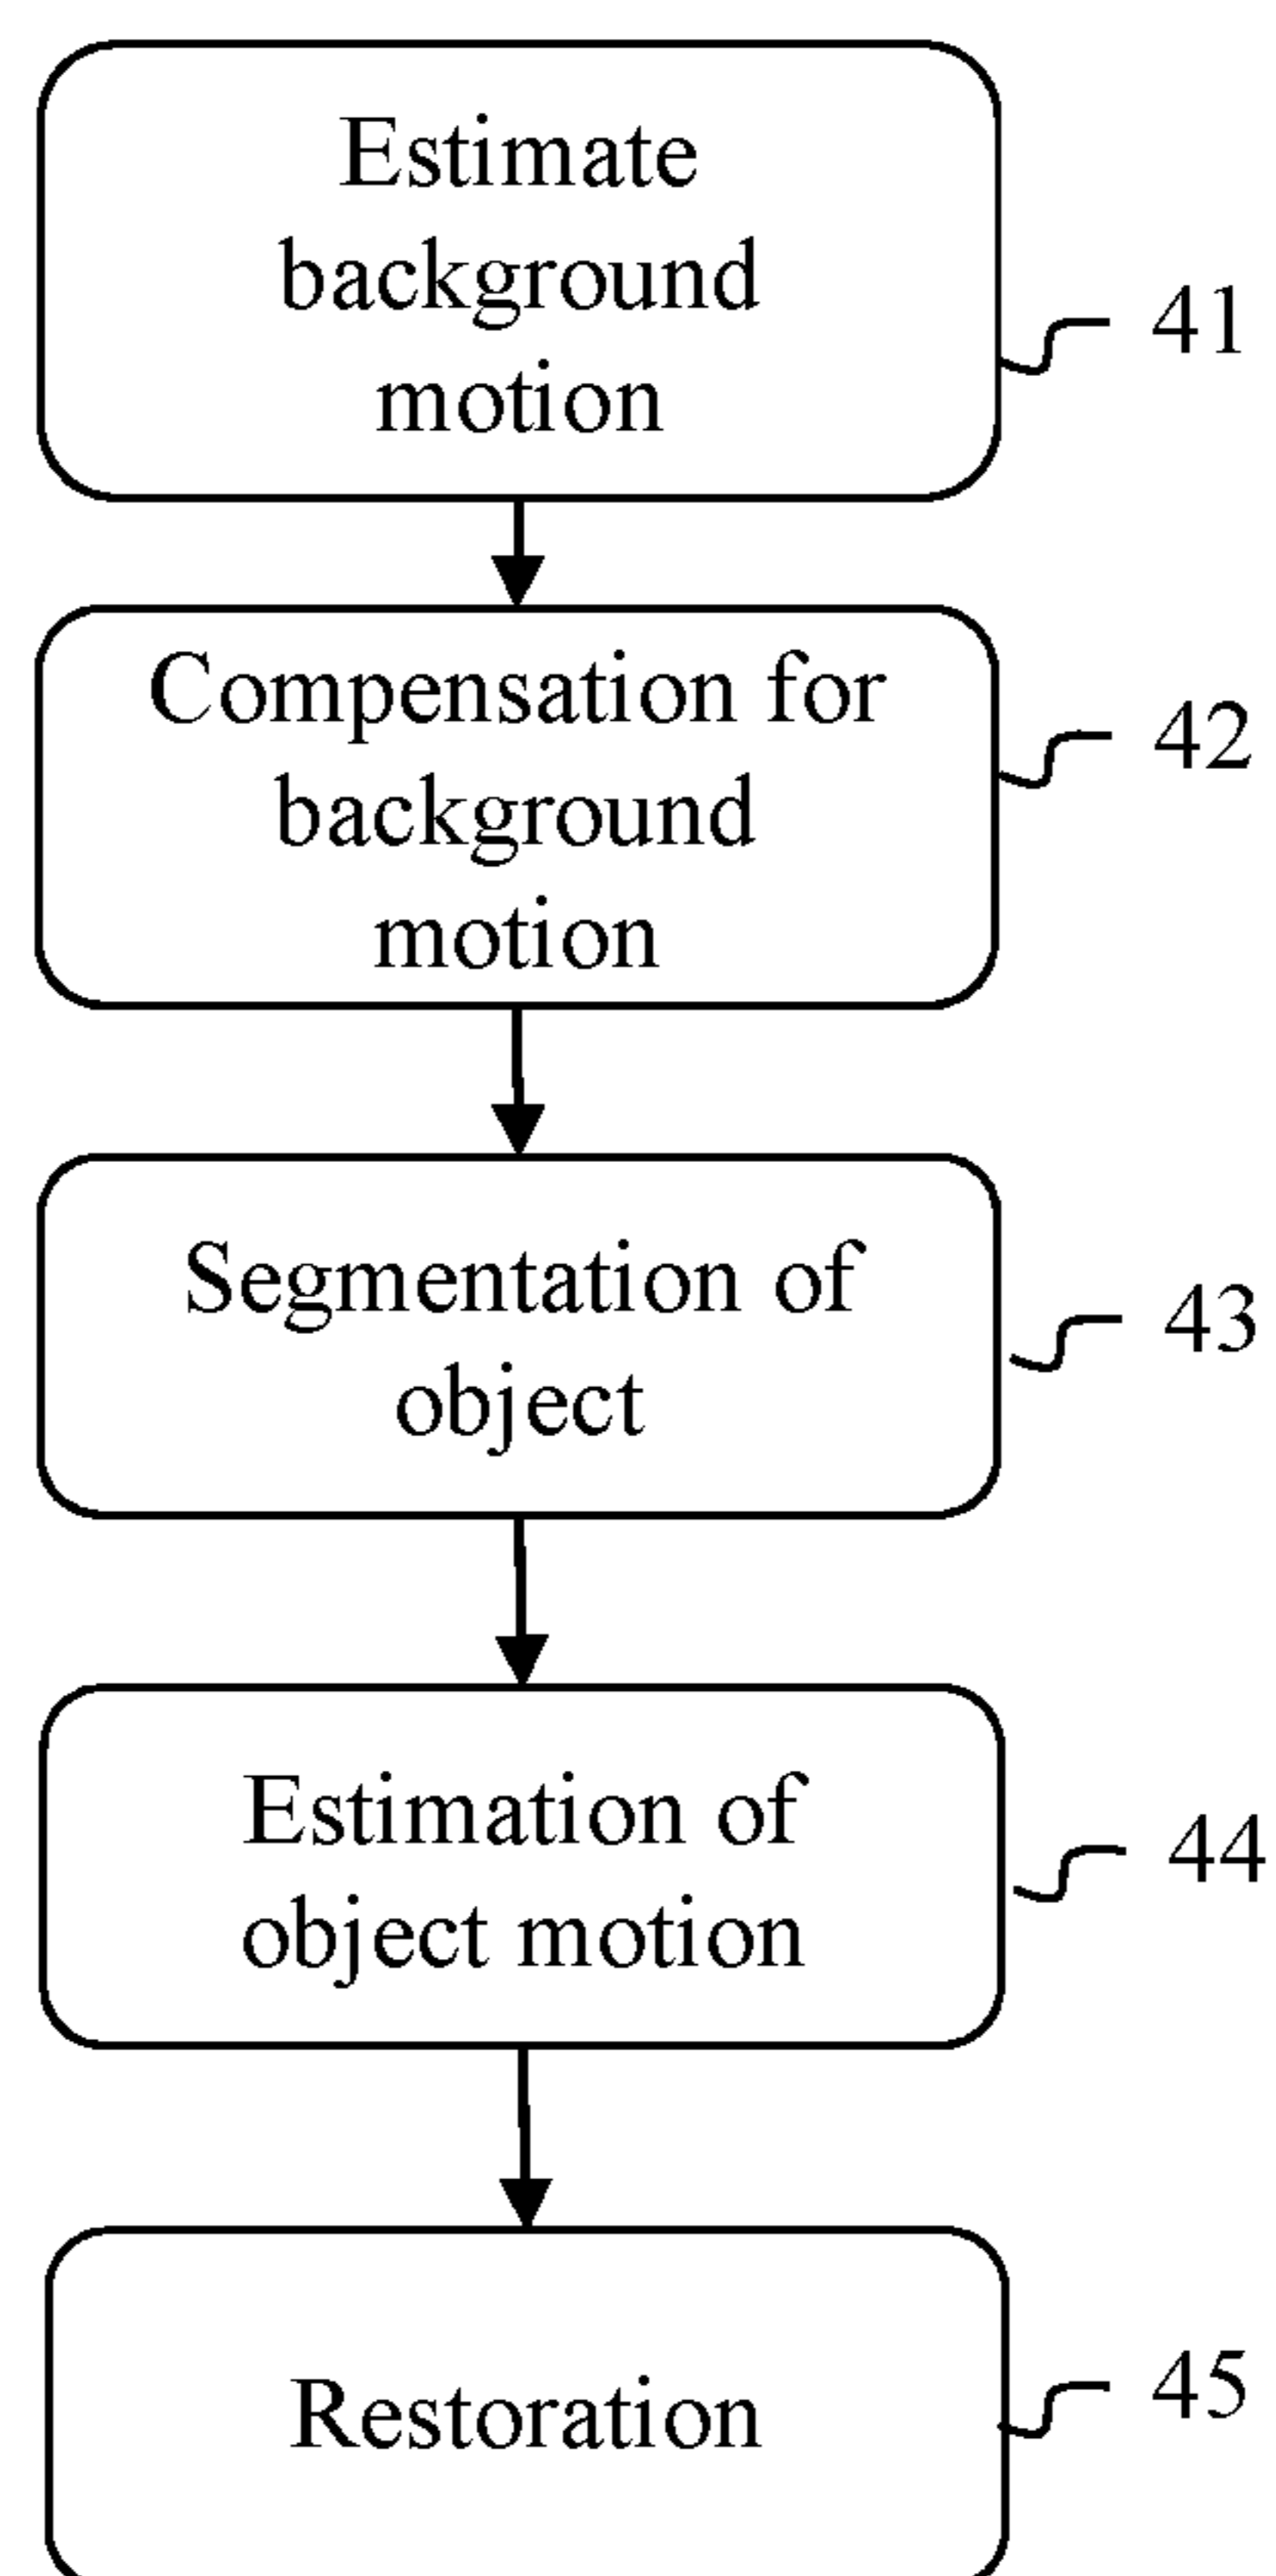 Estimate
background
motion
41
Compensation for
background
motion
42
Segmentation of
object
43
Estimation of
object motion
44
Restoration
45